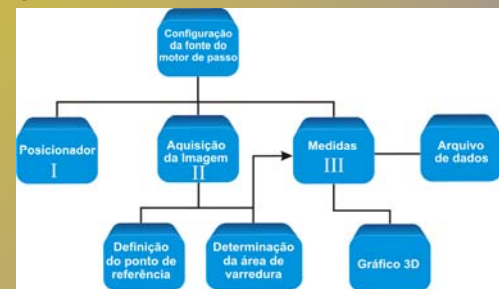 Configuração
da fonte do
motor de passo
Posicionador
I
Aquisição
da Imagem
II
Medidas
III
Arquivo
de dados
Definição
do ponto de
referência
Determinação
da área de
varredura
Gráfico 3D